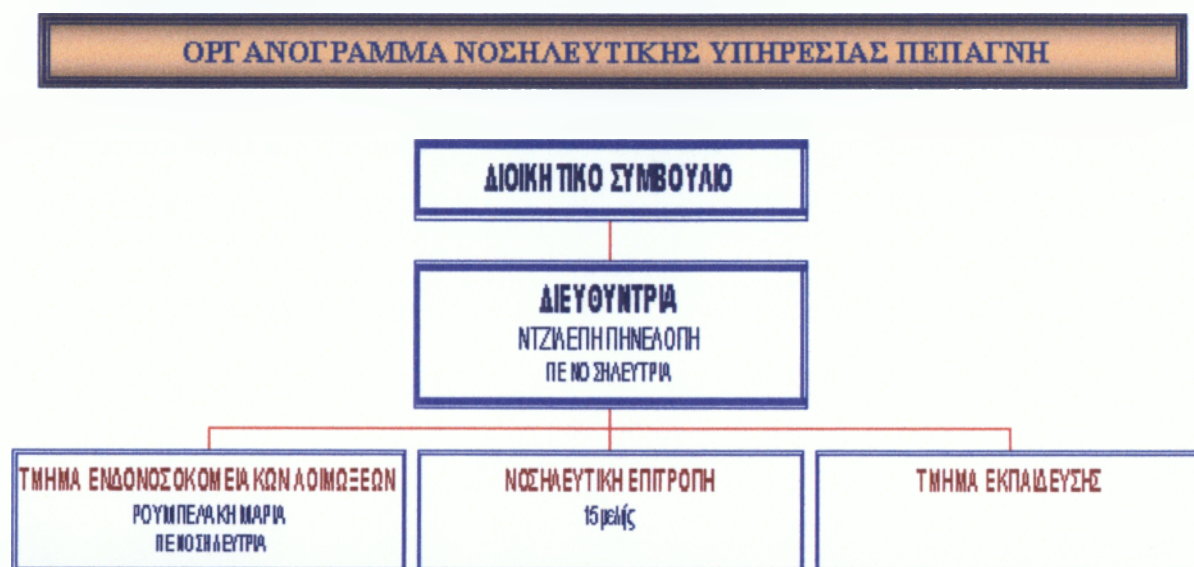 ΟΡΓΑΝΟΓΡΑΜΜΑ ΝΟΣΗΛΕΥΤΙΚΗΣ ΥΠΗΡΕΣΙΑΣ ΠΕΠΑΓΝΗ
ΔΙΟΙΚΗΤΙΚΟ ΣΥΜΒΟΥΛΙΟ
ΔΙΕΥΘΥΝΤΡΙΑ
ΝΤΖΙΛΕΠΗ ΠΗΝΕΛΟΠΗ
ΠΕ ΝΟΣΗΛΕΥΤΡΙΑ
ΤΜΗΜΑ ΕΝΔΟΝΟΣΟΚΟΜΕΙΑΚΩΝ ΛΟΙΜΩΞΕΩΝ
ΡΟΥΜΠΕΛΑΚΗ ΜΑΡΙΑ
ΠΕ ΝΟΣΗΛΕΥΤΡΙΑ
ΝΟΣΗΛΕΥΤΙΚΗ ΕΠΙΤΡΟΠΗ
15μελής
ΤΜΗΜΑ ΕΚΠΑΙΔΕΥΣΗΣ